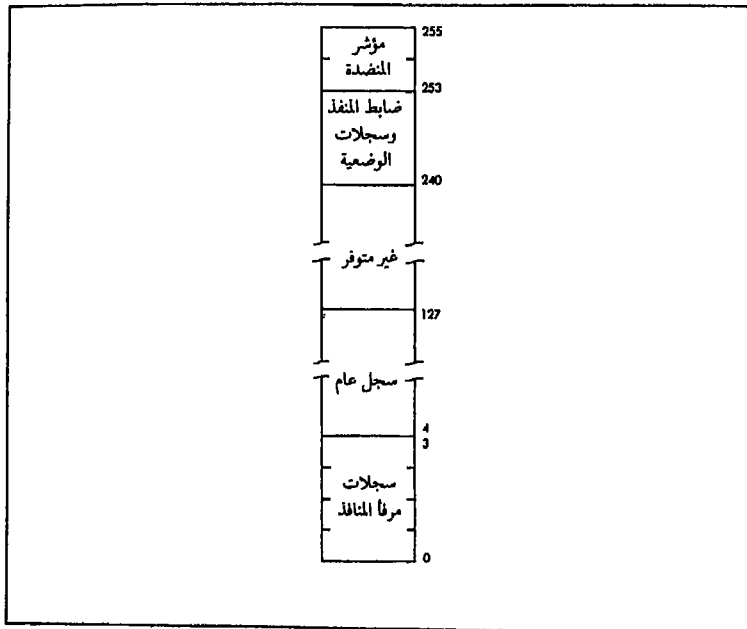 255
مؤشر
المنضدة
253
ضابط المنفذ
وسجلات
الوضعية
240
غير متوفر
127
سجل عام
4
3
سجلات
مرفأ المنافذ
0